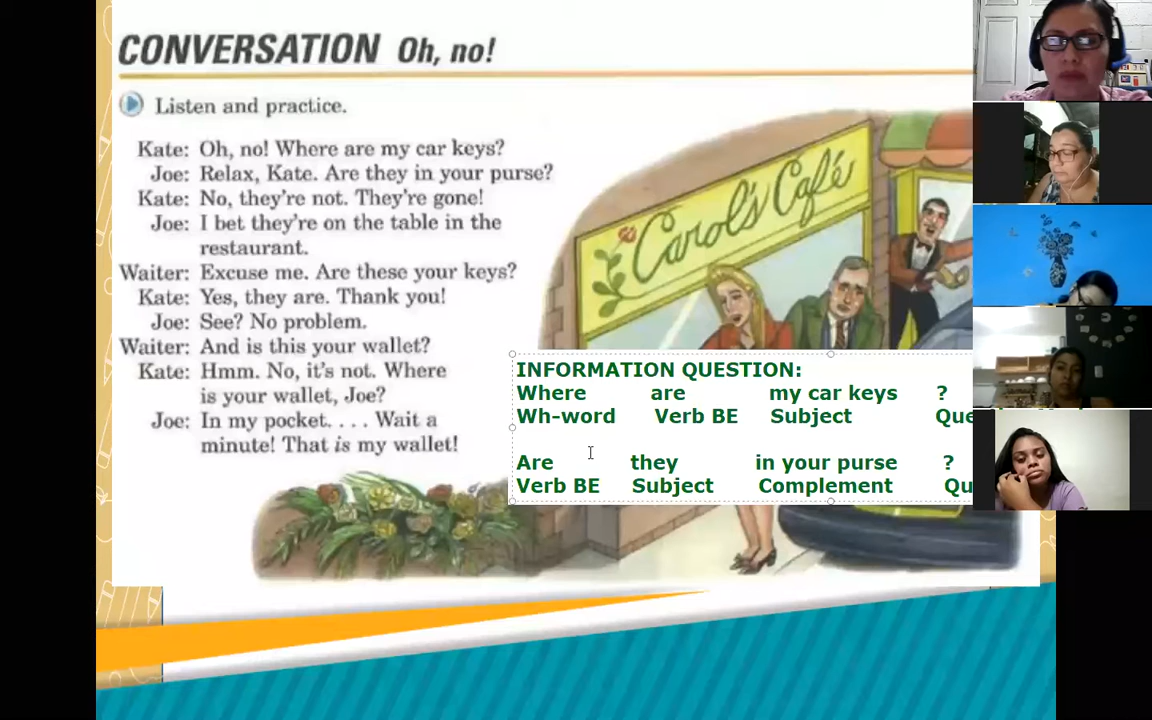 CONVERSATION Oh, no!
Listen and practice.
Kate: Oh, no! Where are my car keys?
Joe: Relax, Kate. Are they in your purse?
Kate: No, they're not. They're gone!
Joe: I bet they're on the table in the
restaurant.
Waiter: Excuse me. Are these your keys?
Kate: Yes, they are. Thank you!
Joe: See? No problem.
Waiter: And is this your wallet?
Kate: Hmm. No, it's not. Where
is your wallet, Joe?
Joe: In my pocket. . . . Wait a
minute! That is my wallet!
Carol's Café
INFORMATION QUESTION:
Where are my car keys ?
Wh-word Verb BE Subject
Are they in your purse ?
Verb BE Subject Complement